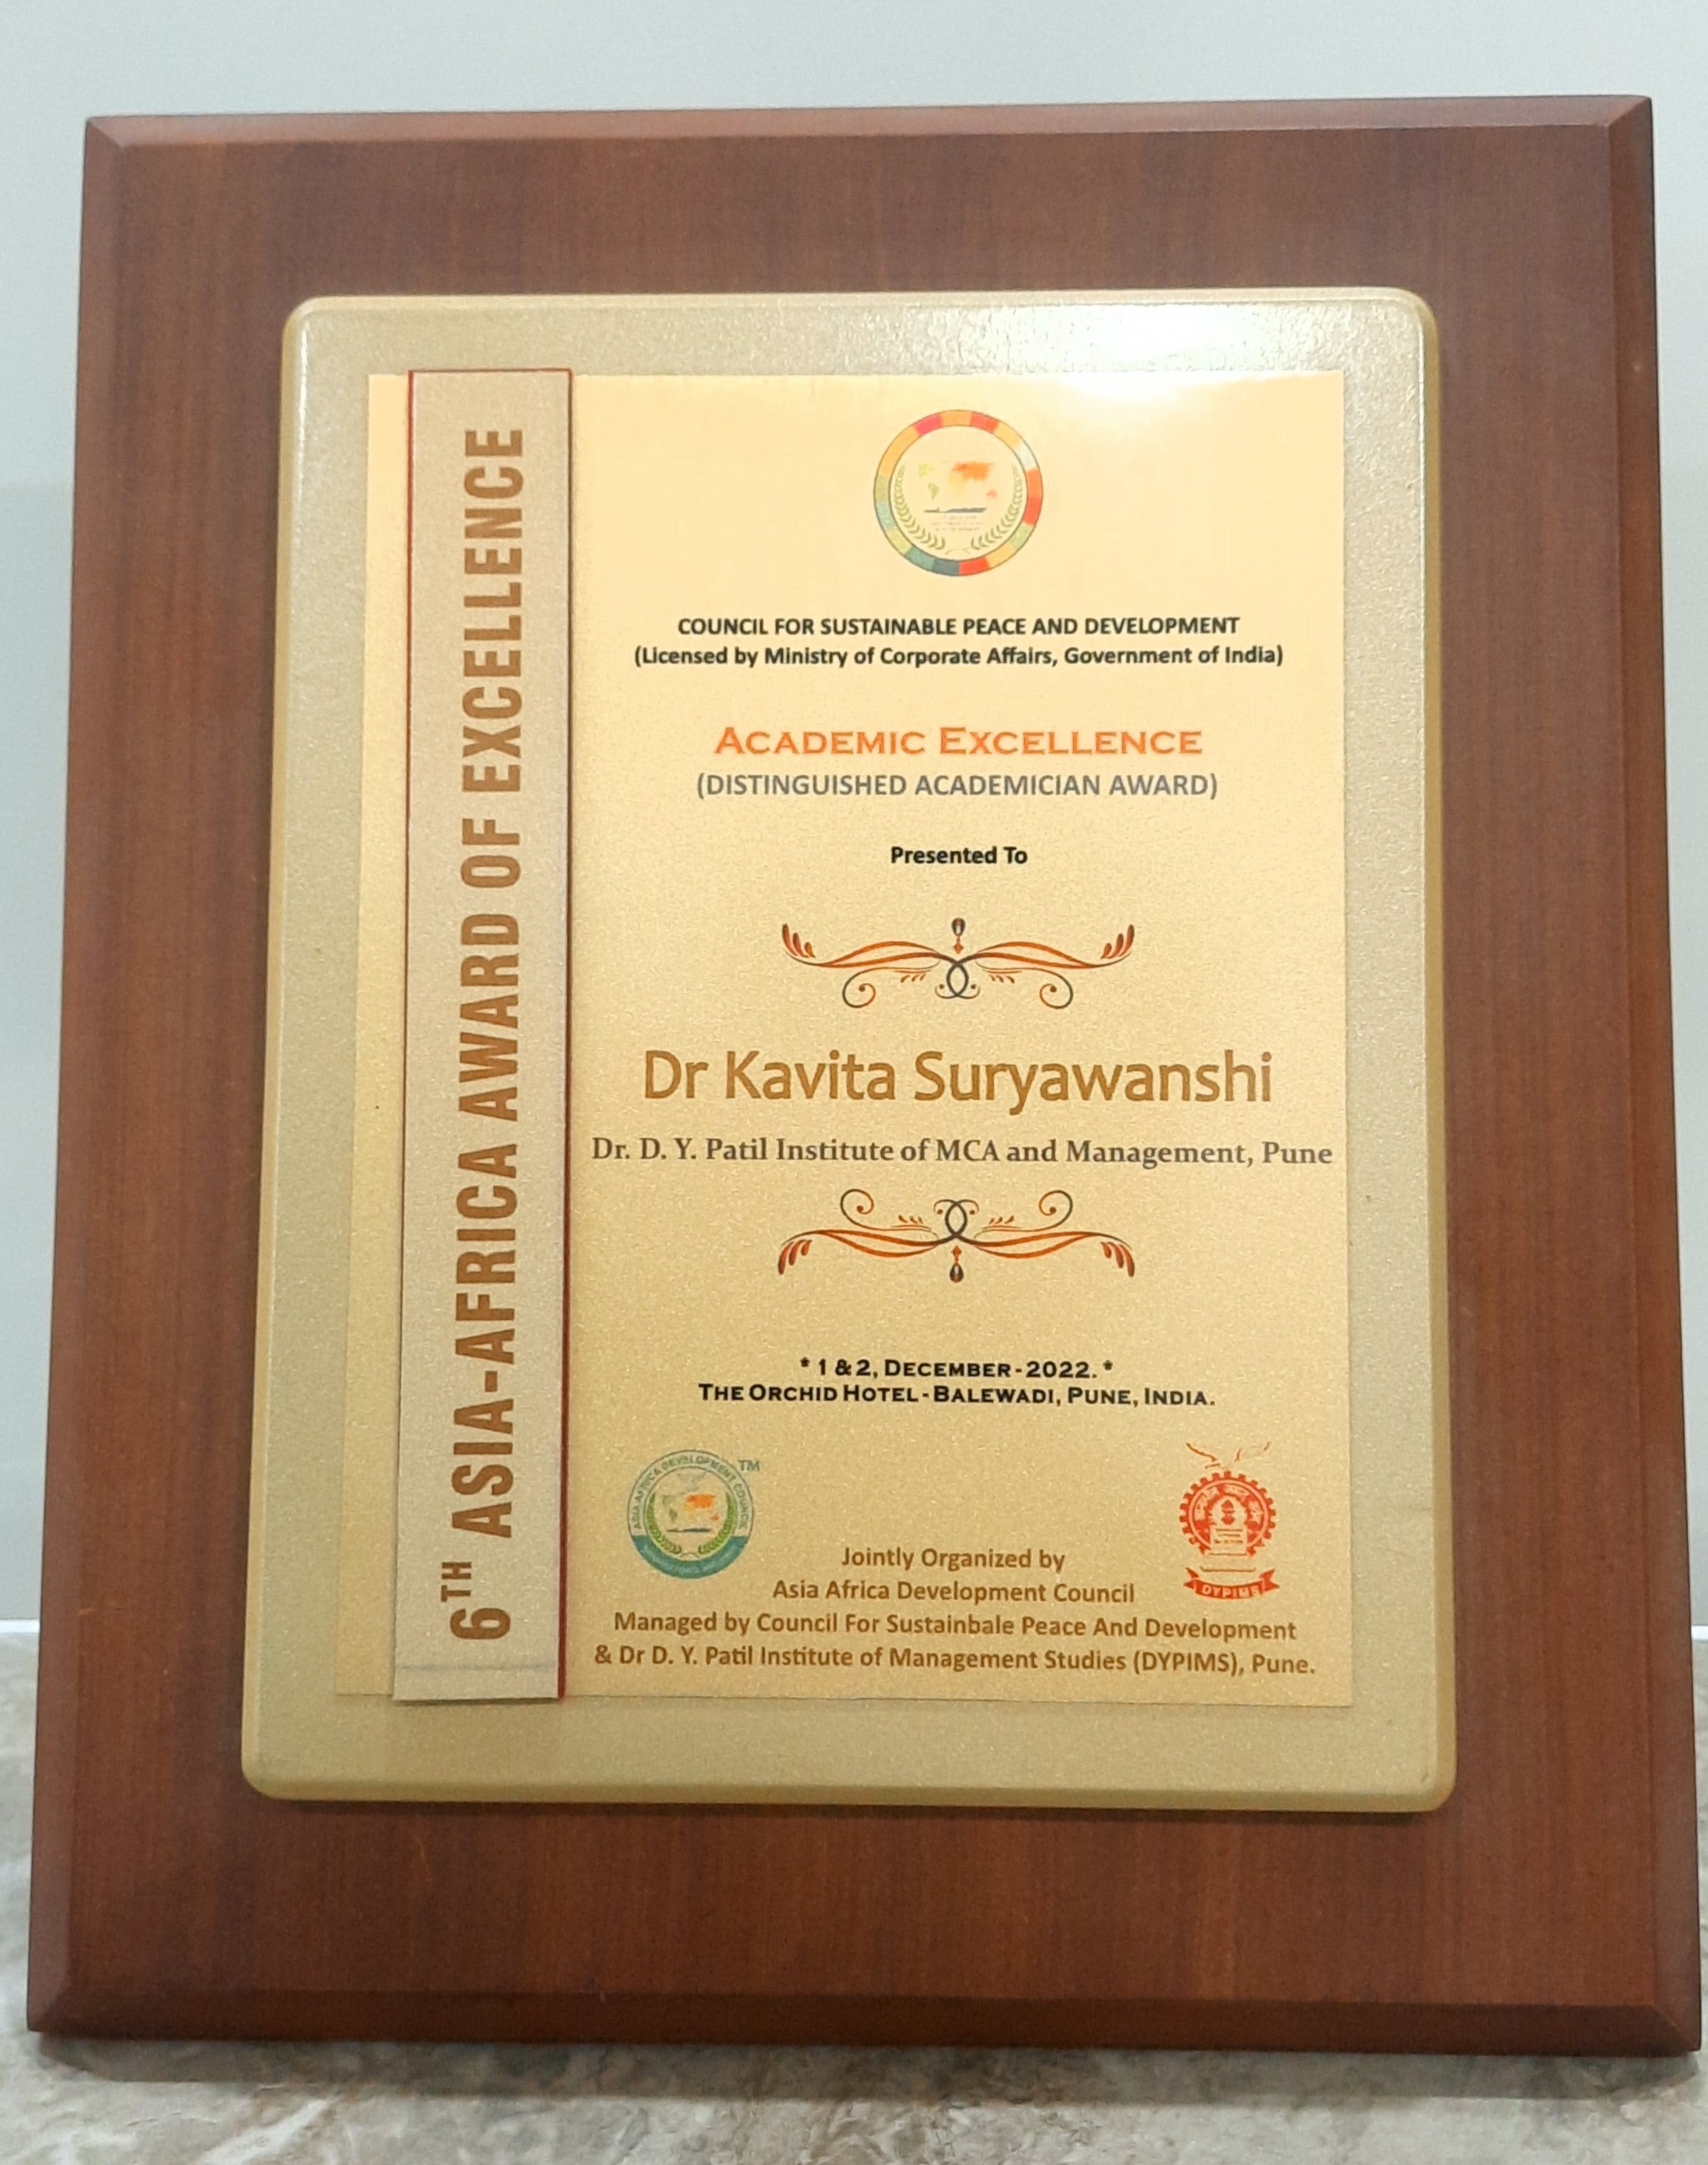 6TH ASIA-AFRICA AWARD OF EXCELLENCE
COUNCIL FOR SUSTAINABLE PEACE AND DEVELOPMENT
(Licensed by Ministry of Corporate Affairs, Government of India)
ACADEMIC EXCELLENCE
(DISTINGUISHED ACADEMICIAN AWARD)
Presented To
Dr Kavita Suryawanshi
Dr. D. Y. Patil Institute of MCA and Management, Pune
* 1 & 2, DECEMBER-2022. *
THE ORCHID HOTEL-BALEWADI, PUNE, INDIA.
ASIA-AFRICA DEVELOPMENT COUNCIL
TM
DYPIMS
Jointly Organized by
Asia Africa Development Council
Managed by Council For Sustainbale Peace And Development
& Dr D. Y. Patil Institute of Management Studies (DYPIMS), Pune.